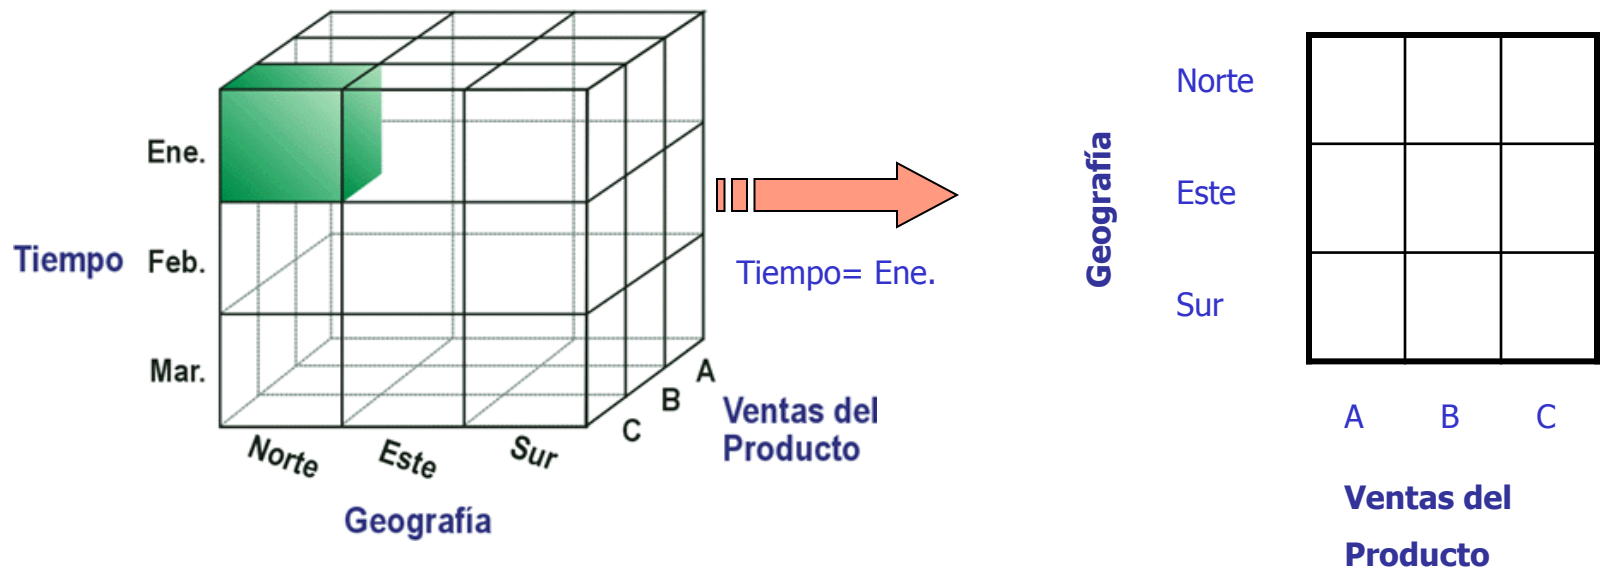 Ene.
Tiempo
Feb.
Mar.
Norte
Este
Sur
Geografía
A
B
C
Ventas del
Producto
Tiempo= Ene.
Geografía
Norte
Este
Sur
A B C
Ventas del
Producto